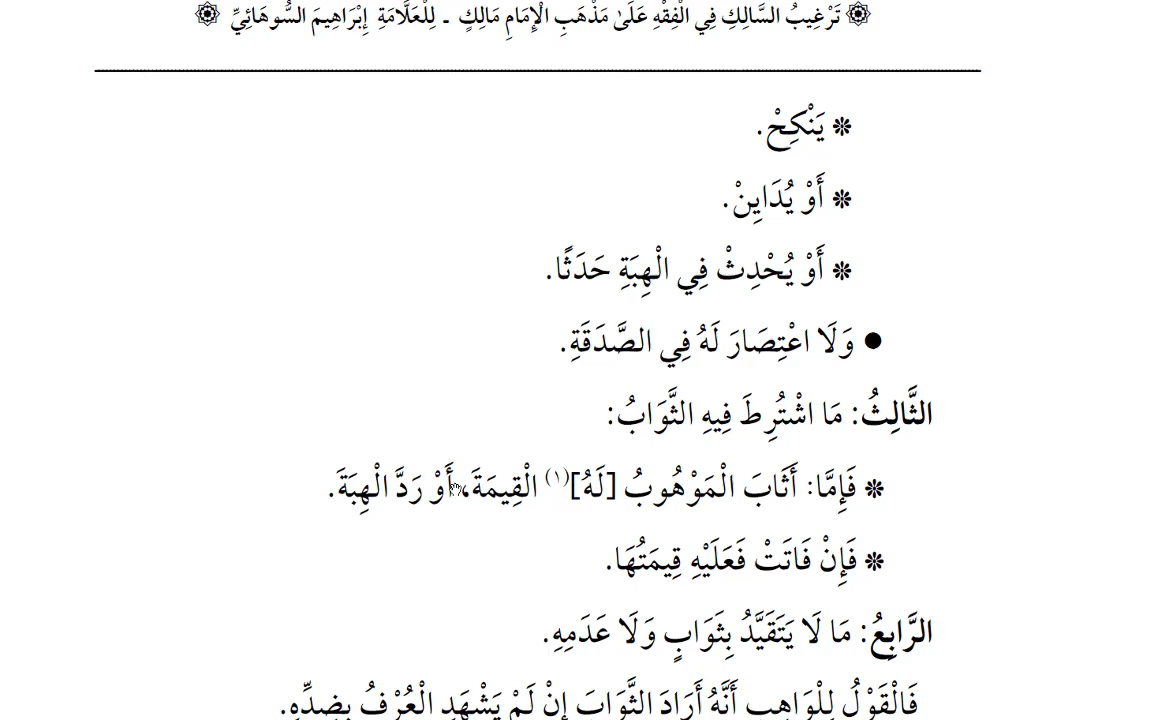 ۞ تَرْغِيبُ السَّالِكِ فِي الْفِقْهِ عَلَىٰ مَذْهَبِ الْإِمَامِ مَالِكٍ ـ لِلْعَلَّامَةِ إِبْرَاهِيمَ السُّوهَائِيِّ ۞
* يَنْكِحْ.
* أَوْ يُدَايِنْ.
* أَوْ يُحْدِثْ فِي الْهِبَةِ حَدَثًا.
● وَلَا اعْتِصَارَ لَهُ فِي الصَّدَقَةِ.
الثَّالِثُ: مَا اشْتُرِطَ فِيهِ الثَّوَابُ:
* فَإِمَّا: أَثَابَ الْمَوْهُوبُ [لَهُ](١) الْقِيمَةَ، أَوْ رَدَّ الْهِبَةَ.
* فَإِنْ فَاتَتْ فَعَلَيْهِ قِيمَتُهَا.
الرَّابِعُ: مَا لَا يَتَقَيَّدُ بِثَوَابٍ وَلَا عَدَمِهِ.
فَالْقَوْلُ لِلْوَاهِبِ أَنَّهُ أَرَادَ الثَّوَابَ إِنْ لَمْ يَشْهَدِ الْعُرْفُ بِضِدِّهِ.